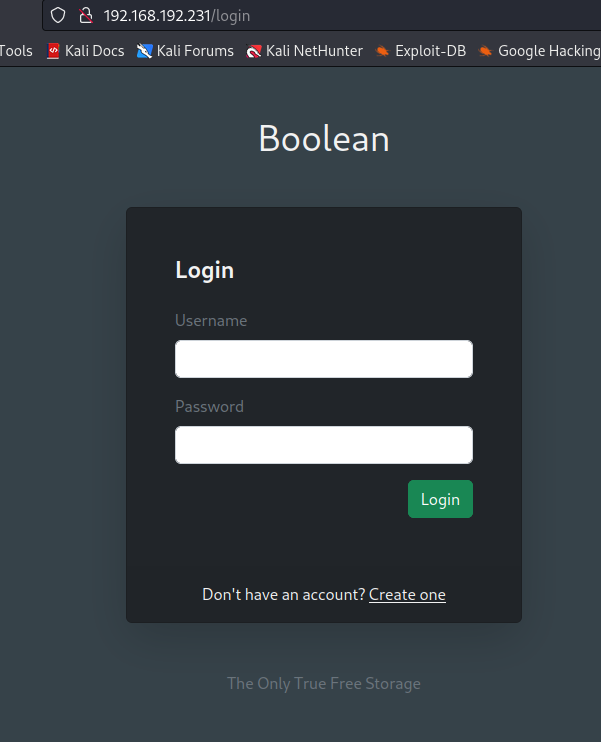 192.168.192.231/login
Tools Kali Docs Kali Forums Kali NetHunter Exploit-DB Google Hacking
Boolean
Login
Username
Password
Login
Don't have an account? Create one
The Only True Free Storage